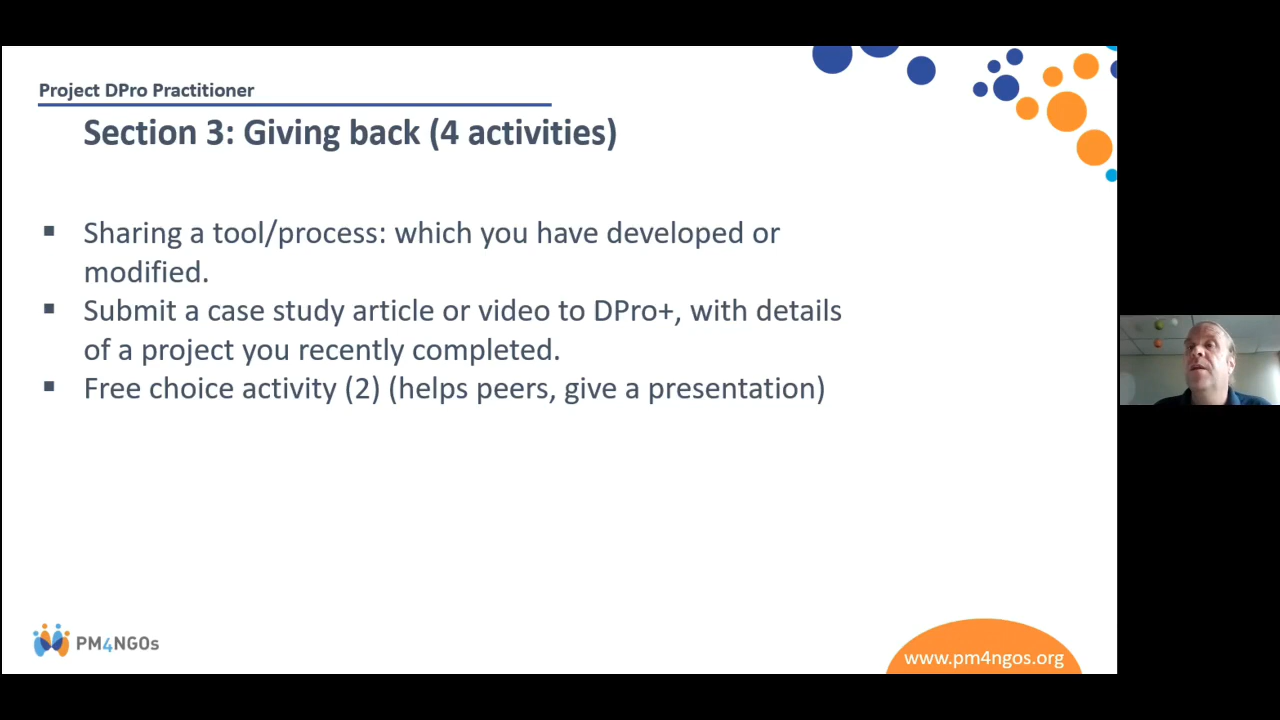 Project DPro Practitioner
Section 3: Giving back (4 activities)
▪ Sharing a tool/process: which you have developed or
modified.
▪ Submit a case study article or video to DPro+, with details
of a project you recently completed.
▪ Free choice activity (2) (helps peers, give a presentation)
PM4NGOs
www.pm4ngos.org